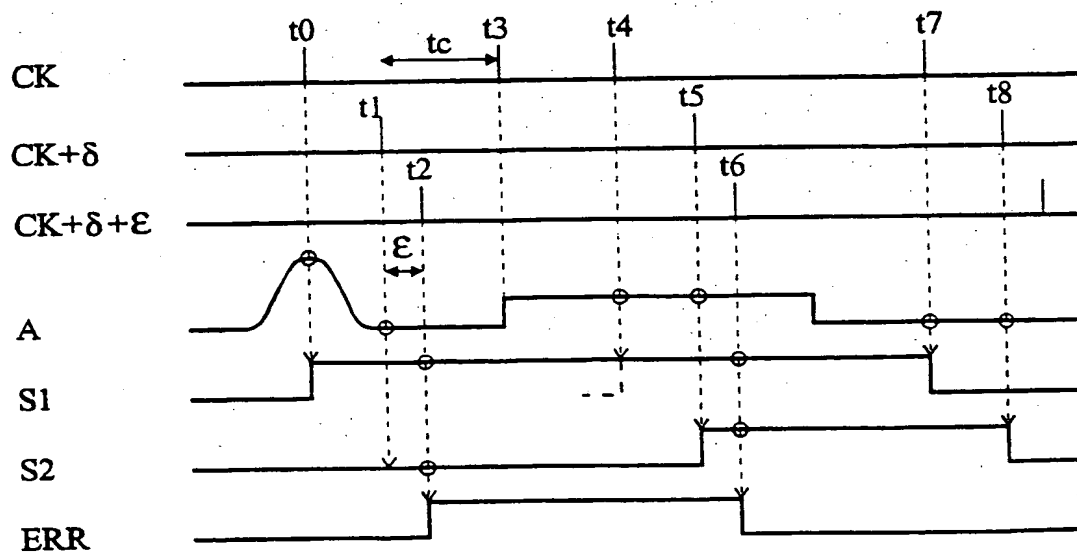 t0 tc t3 t4 t7
CK
t1 t5 t8
CK+δ
t2 t6
CK+δ+ε
ε
A
S1
S2
ERR